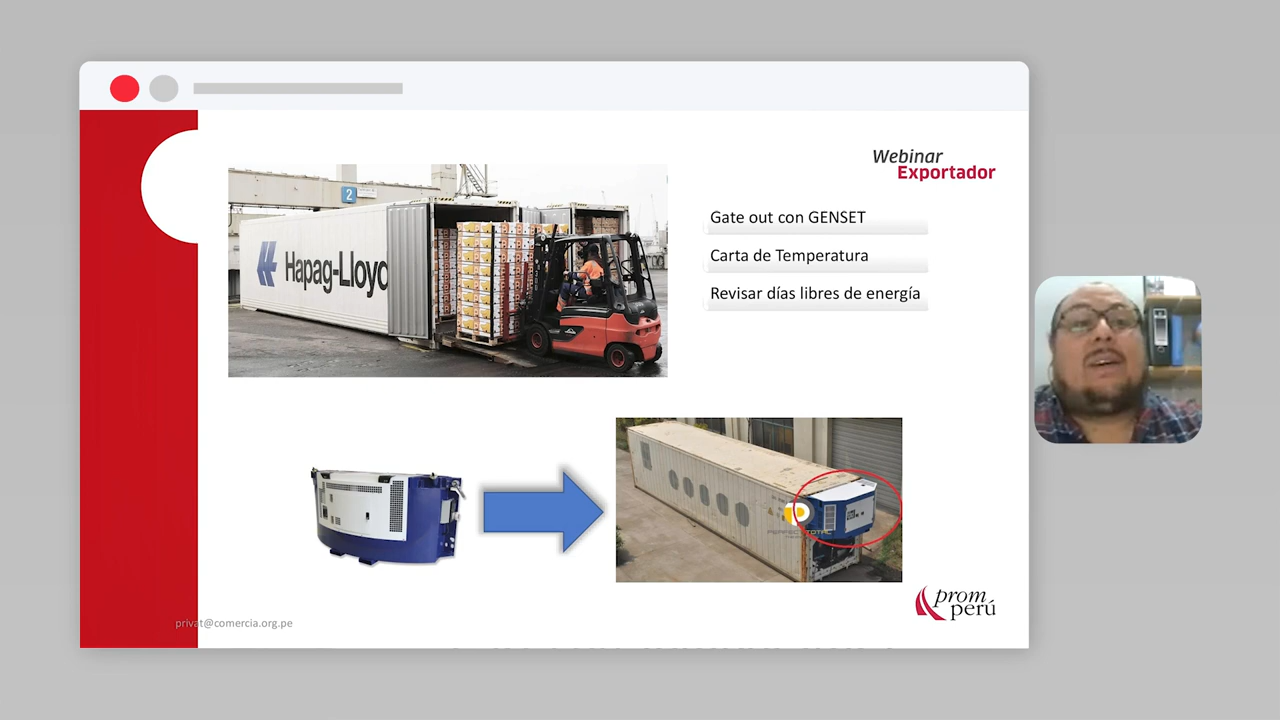 Webinar
Exportador
2
Hapag-Lloyd
Gate out con GENSET
Carta de Temperatura
Revisar días libres de energía
prom
perú
privat@comercia.org.pe